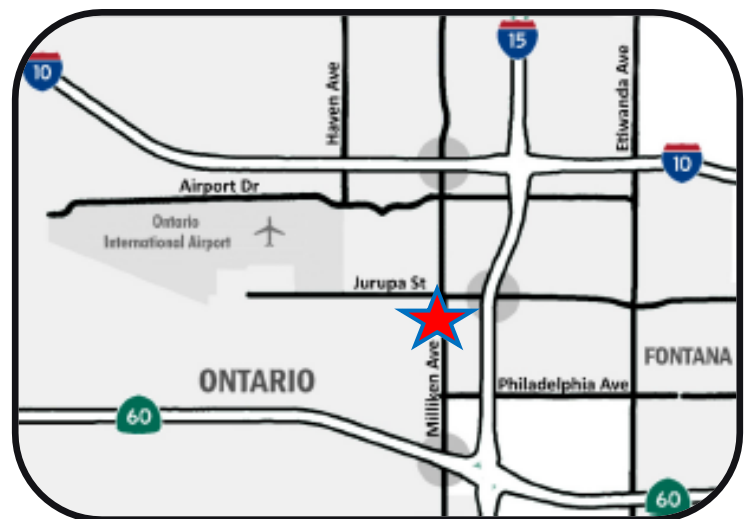 15
10
Haven Ave
Etiwanda Ave
10
Airport Dr
Ontario
International Airport
Jurupa St
FONTANA
ONTARIO
Milliken Ave
Philadelphia Ave
60
60